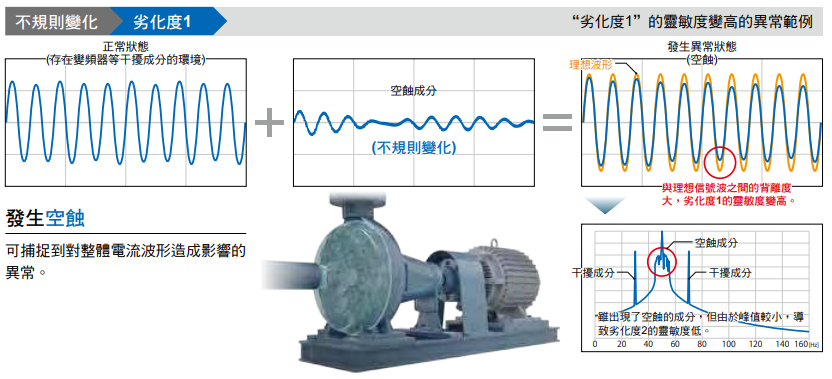 不規則變化
劣化度1
“劣化度1”的靈敏度變高的異常範例
正常狀態
(存在變頻器等干擾成分的環境)
空蝕成分
(不規則變化)
發生異常狀態
(空蝕)
理想波形
與理想信號波之間的背離度
大，劣化度1的靈敏度變高。
發生空蝕
可捕捉到對整體電流波形造成影響的
異常。
空蝕成分
干擾成分
干擾成分
*雖出現了空蝕的成分，但由於峰值較小，導
致劣化度2的靈敏度低。
0 20 40 60 80 100 120 140 160 [Hz]